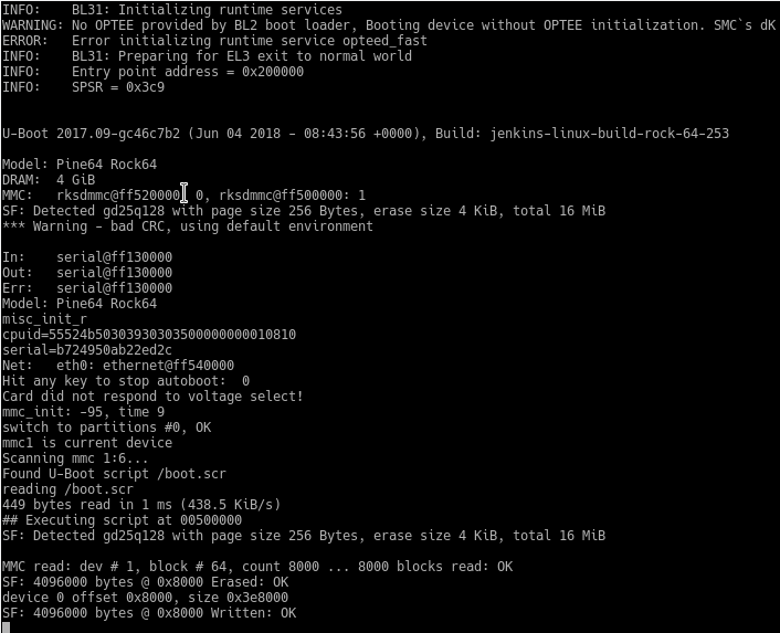 INFO:    BL31: Initializing runtime services
WARNING: No OPTEE provided by BL2 boot loader, Booting device without OPTEE initialization. SMC`s dK
ERROR:   Error initializing runtime service opteed_fast
INFO:    BL31: Preparing for EL3 exit to normal world
INFO:    Entry point address = 0x200000
INFO:    SPSR = 0x3c9
U-Boot 2017.09-gc46c7b2 (Jun 04 2018 - 08:43:56 +0000), Build: jenkins-linux-build-rock-64-253
Model: Pine64 Rock64
DRAM:  4 GiB
MMC:   rksdmmc@ff520000: 0, rksdmmc@ff500000: 1
SF: Detected gd25q128 with page size 256 Bytes, erase size 4 KiB, total 16 MiB
*** Warning - bad CRC, using default environment
In:    serial@ff130000
Out:   serial@ff130000
Err:   serial@ff130000
Model: Pine64 Rock64
misc_init_r
cpuid=55524b50303930303500000000010810
serial=b724950ab22ed2c
Net:   eth0: ethernet@ff540000
Hit any key to stop autoboot:  0
Card did not respond to voltage select!
mmc_init: -95, time 9
switch to partitions #0, OK
mmc1 is current device
Scanning mmc 1:6...
Found U-Boot script /boot.scr
reading /boot.scr
449 bytes read in 1 ms (438.5 KiB/s)
## Executing script at 00500000
SF: Detected gd25q128 with page size 256 Bytes, erase size 4 KiB, total 16 MiB
MMC read: dev # 1, block # 64, count 8000 ... 8000 blocks read: OK
SF: 4096000 bytes @ 0x8000 Erased: OK
device 0 offset 0x8000, size 0x3e8000
SF: 4096000 bytes @ 0x8000 Written: OK